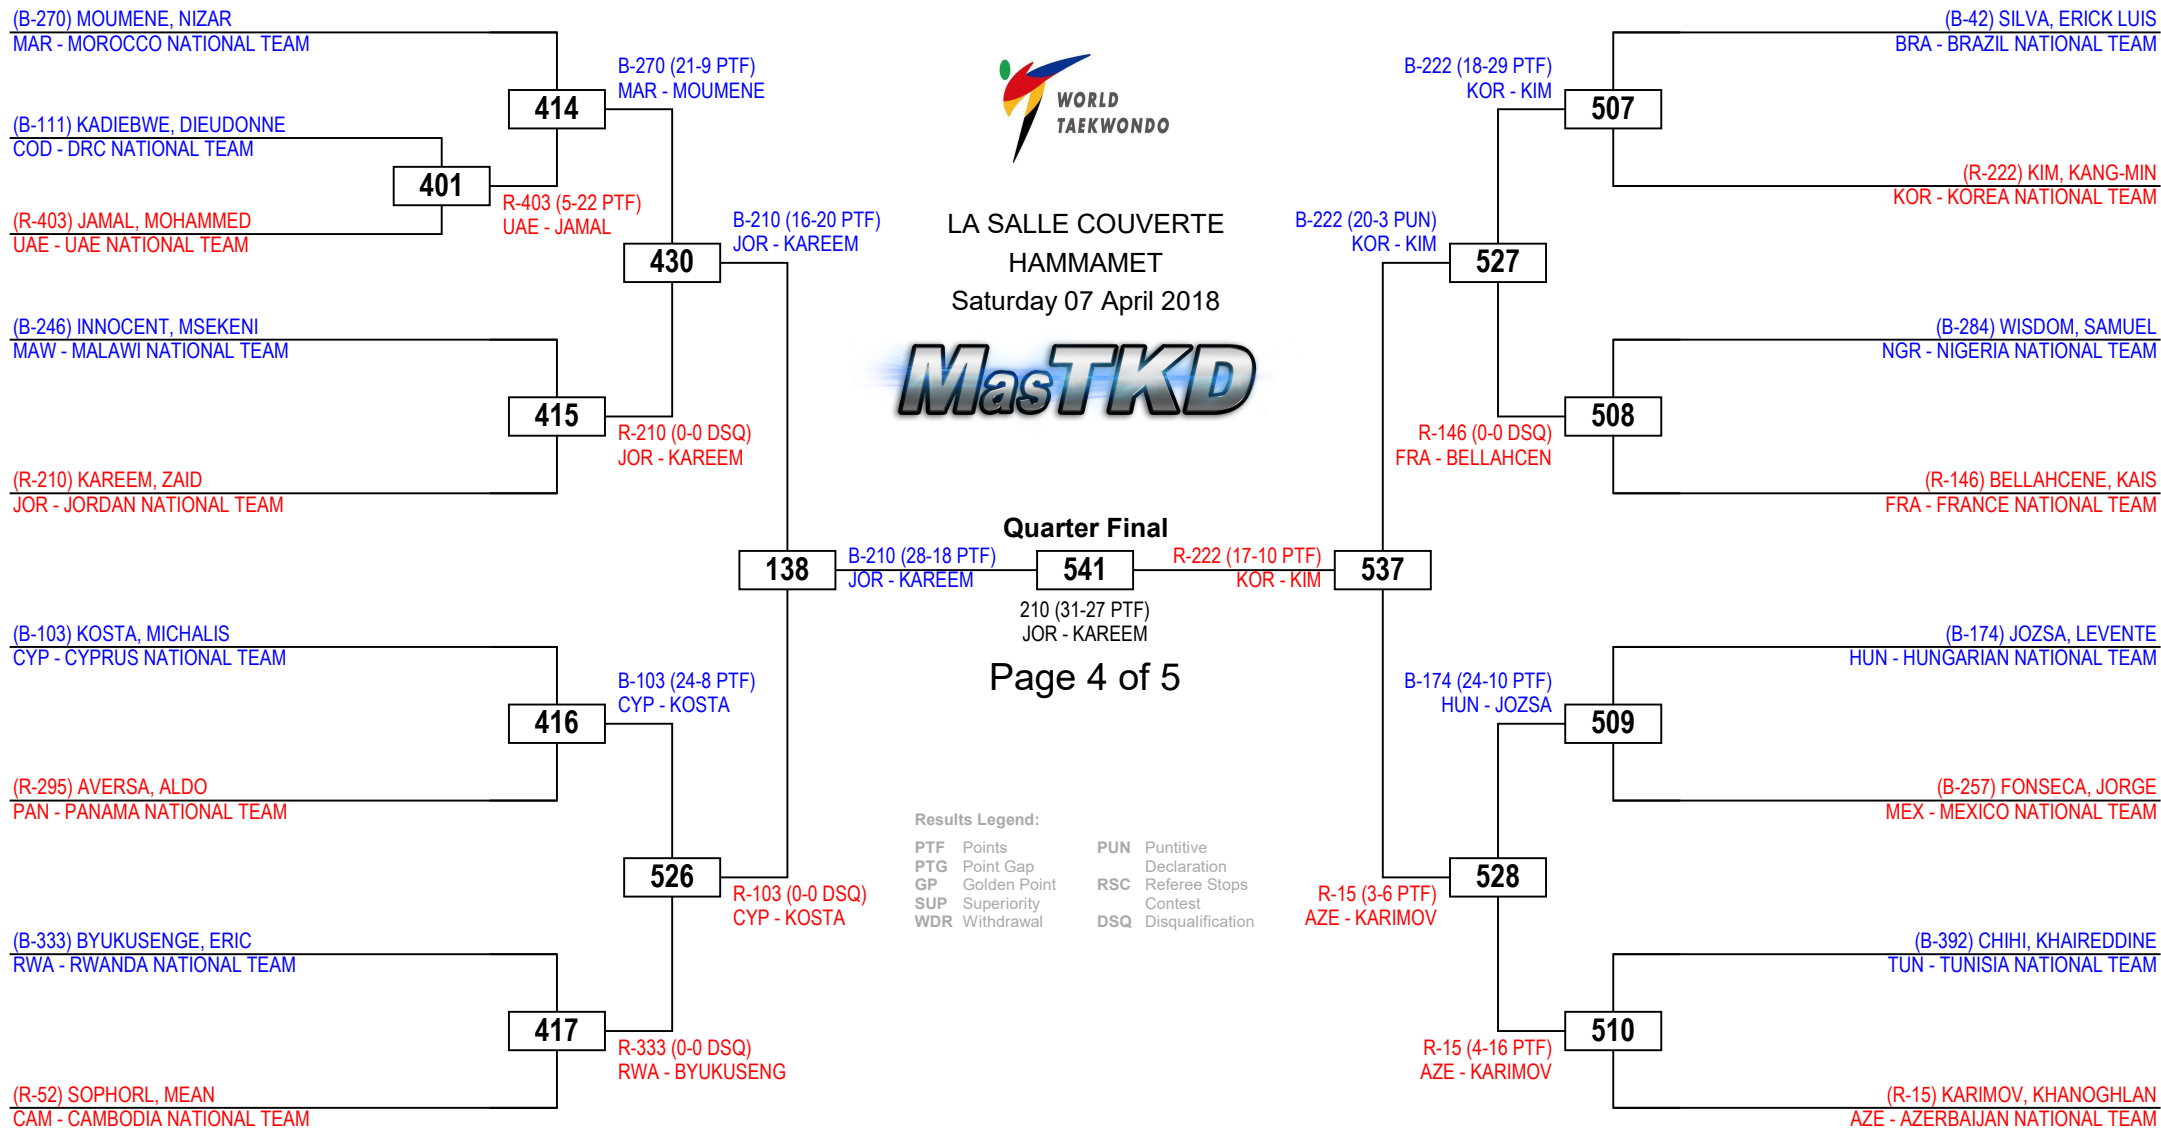 (B-270) MOUMENE, NIZAR
MAR - MOROCCO NATIONAL TEAM
(B-111) KADIEBWE, DIEUDONNE
COD - DRC NATIONAL TEAM
(R-403) JAMAL, MOHAMMED
UAE - UAE NATIONAL TEAM
(B-246) INNOCENT, MSEKENI
MAW - MALAWI NATIONAL TEAM
(R-210) KAREEM, ZAID
JOR - JORDAN NATIONAL TEAM
(B-103) KOSTA, MICHALIS
CYP - CYPRUS NATIONAL TEAM
(R-295) AVERSA, ALDO
PAN - PANAMA NATIONAL TEAM
(B-333) BYUKUSENGE, ERIC
RWA - RWANDA NATIONAL TEAM
(R-52) SOPHORL, MEAN
CAM - CAMBODIA NATIONAL TEAM
401
R-403 (5-22 PTF)
UAE - JAMAL
414
B-270 (21-9 PTF)
MAR - MOUMENE
415
R-210 (0-0 DSQ)
JOR - KAREEM
416
B-103 (24-8 PTF)
CYP - KOSTA
417
R-333 (0-0 DSQ)
RWA - BYUKUSENG
430
B-210 (16-20 PTF)
JOR - KAREEM
526
R-103 (0-0 DSQ)
CYP - KOSTA
138
B-210 (28-18 PTF)
JOR - KAREEM
WORLD
TAEKWONDO
LA SALLE COUVERTE
HAMMAMET
Saturday 07 April 2018
MasTKD
Quarter Final
541
210 (31-27 PTF)
JOR - KAREEM
Page 4 of 5
Results Legend:
PTF Points
PTG Point Gap
GP Golden Point
SUP Superiority
WDR Withdrawal
PUN Puntitive
Declaration
RSC Referee Stops
Contest
DSQ Disqualification
R-222 (17-10 PTF)
KOR - KIM
537
B-222 (20-3 PUN)
KOR - KIM
527
R-15 (3-6 PTF)
AZE - KARIMOV
528
B-222 (18-29 PTF)
KOR - KIM
507
R-146 (0-0 DSQ)
FRA - BELLAHCEN
508
B-174 (24-10 PTF)
HUN - JOZSA
509
R-15 (4-16 PTF)
AZE - KARIMOV
510
(B-42) SILVA, ERICK LUIS
BRA - BRAZIL NATIONAL TEAM
(R-222) KIM, KANG-MIN
KOR - KOREA NATIONAL TEAM
(B-284) WISDOM, SAMUEL
NGR - NIGERIA NATIONAL TEAM
(R-146) BELLAHCENE, KAIS
FRA - FRANCE NATIONAL TEAM
(B-174) JOZSA, LEVENTE
HUN - HUNGARIAN NATIONAL TEAM
(B-257) FONSECA, JORGE
MEX - MEXICO NATIONAL TEAM
(B-392) CHIHI, KHAIREDDINE
TUN - TUNISIA NATIONAL TEAM
(R-15) KARIMOV, KHANOGHLAN
AZE - AZERBAIJAN NATIONAL TEAM